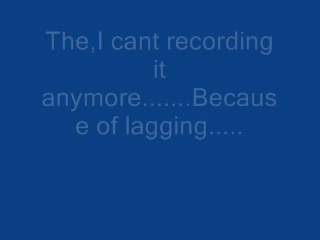 The,I cant recording
it
anymore.......Becaus
e of lagging.....